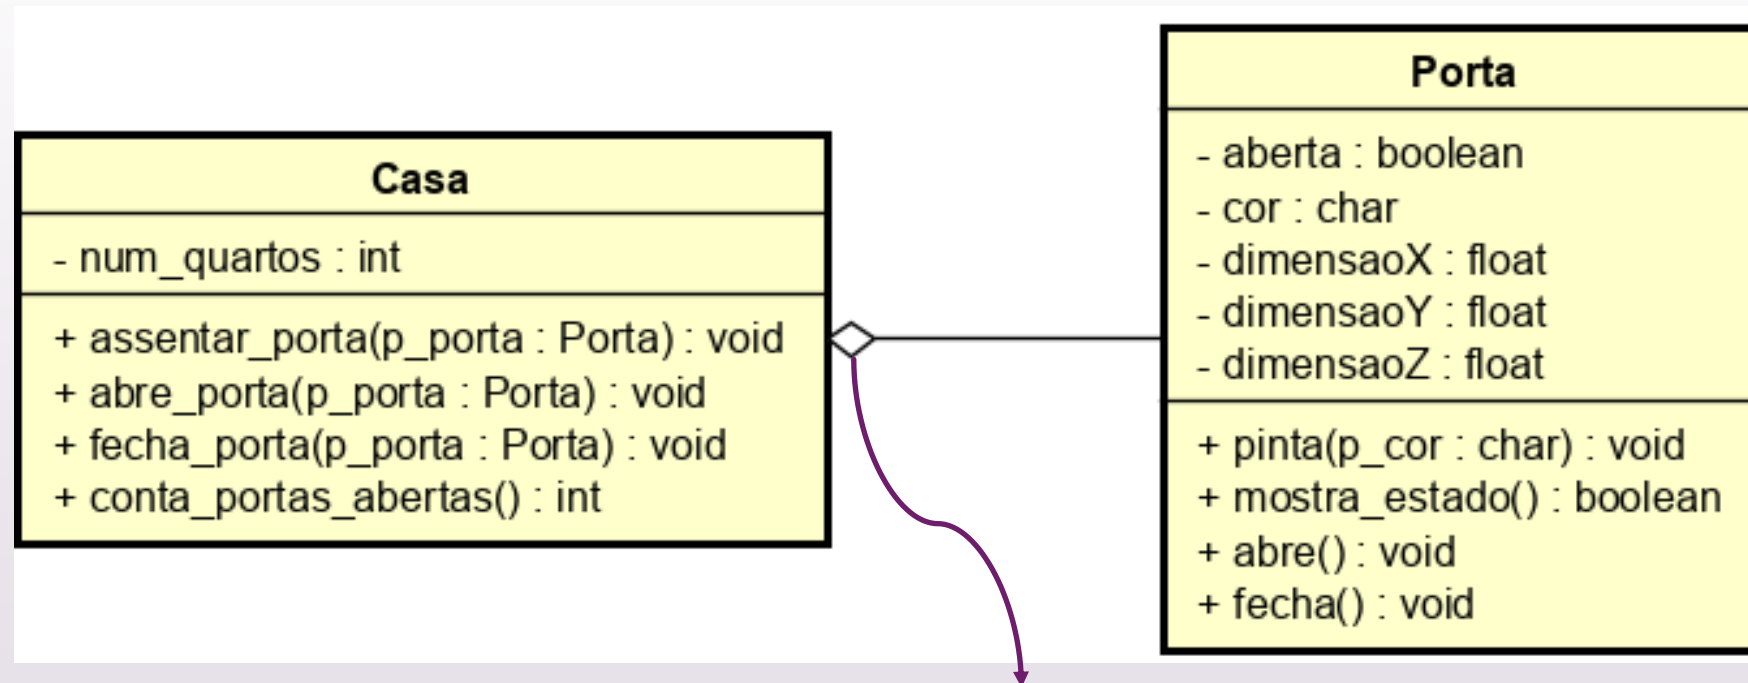 Casa
- num_quartos : int
+ assentar_porta(p_porta : Porta) : void
+ abre_porta(p_porta : Porta) : void
+ fecha_porta(p_porta : Porta) : void
+ conta_portas_abertas() : int
Porta
- aberta : boolean
- cor : char
- dimensaoX : float
- dimensaoY : float
- dimensaoZ : float
+ pinta(p_cor : char) : void
+ mostra_estado() : boolean
+ abre() : void
+ fecha() : void